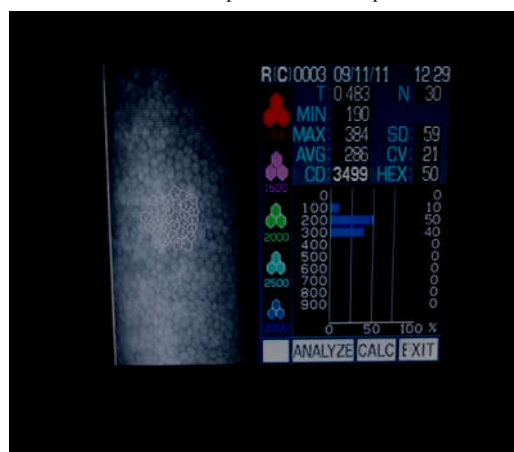 R(C)0003 09/11/11 12:29
T: 0.483 N: 30
MIN: 190
MAX: 384 SD: 59
AVG: 286 CV: 21
CD: 3499 HEX: 50
1500
2000
2500
3000
0 0
100 10
200 50
300 40
400 0
500 0
600 0
700 0
800 0
900 0
0 50 100 %
ANALYZE CALC EXIT